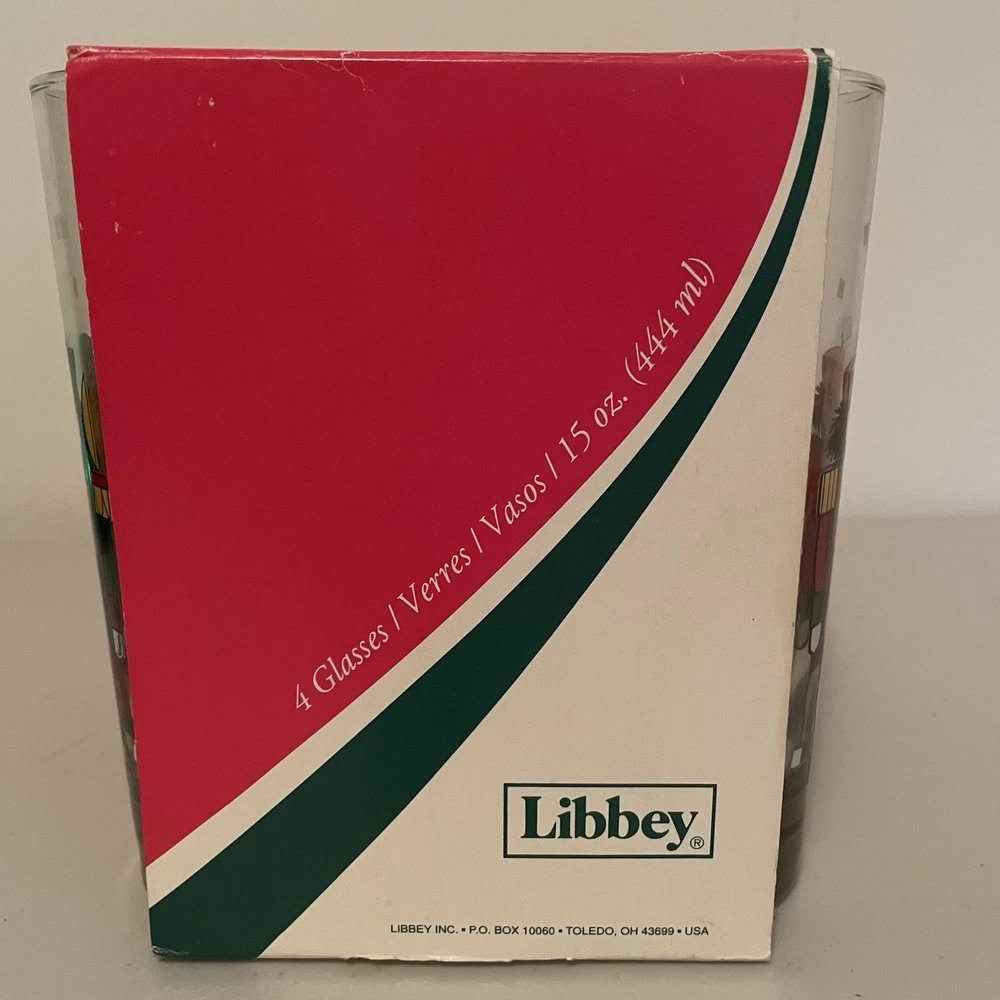 4 Glasses / Verres / Vasos / 15 oz. (444 ml)
Libbey®
LIBBEY INC. ▪ P.O. BOX 10060 ▪ TOLEDO, OH 43699 ▪ USA